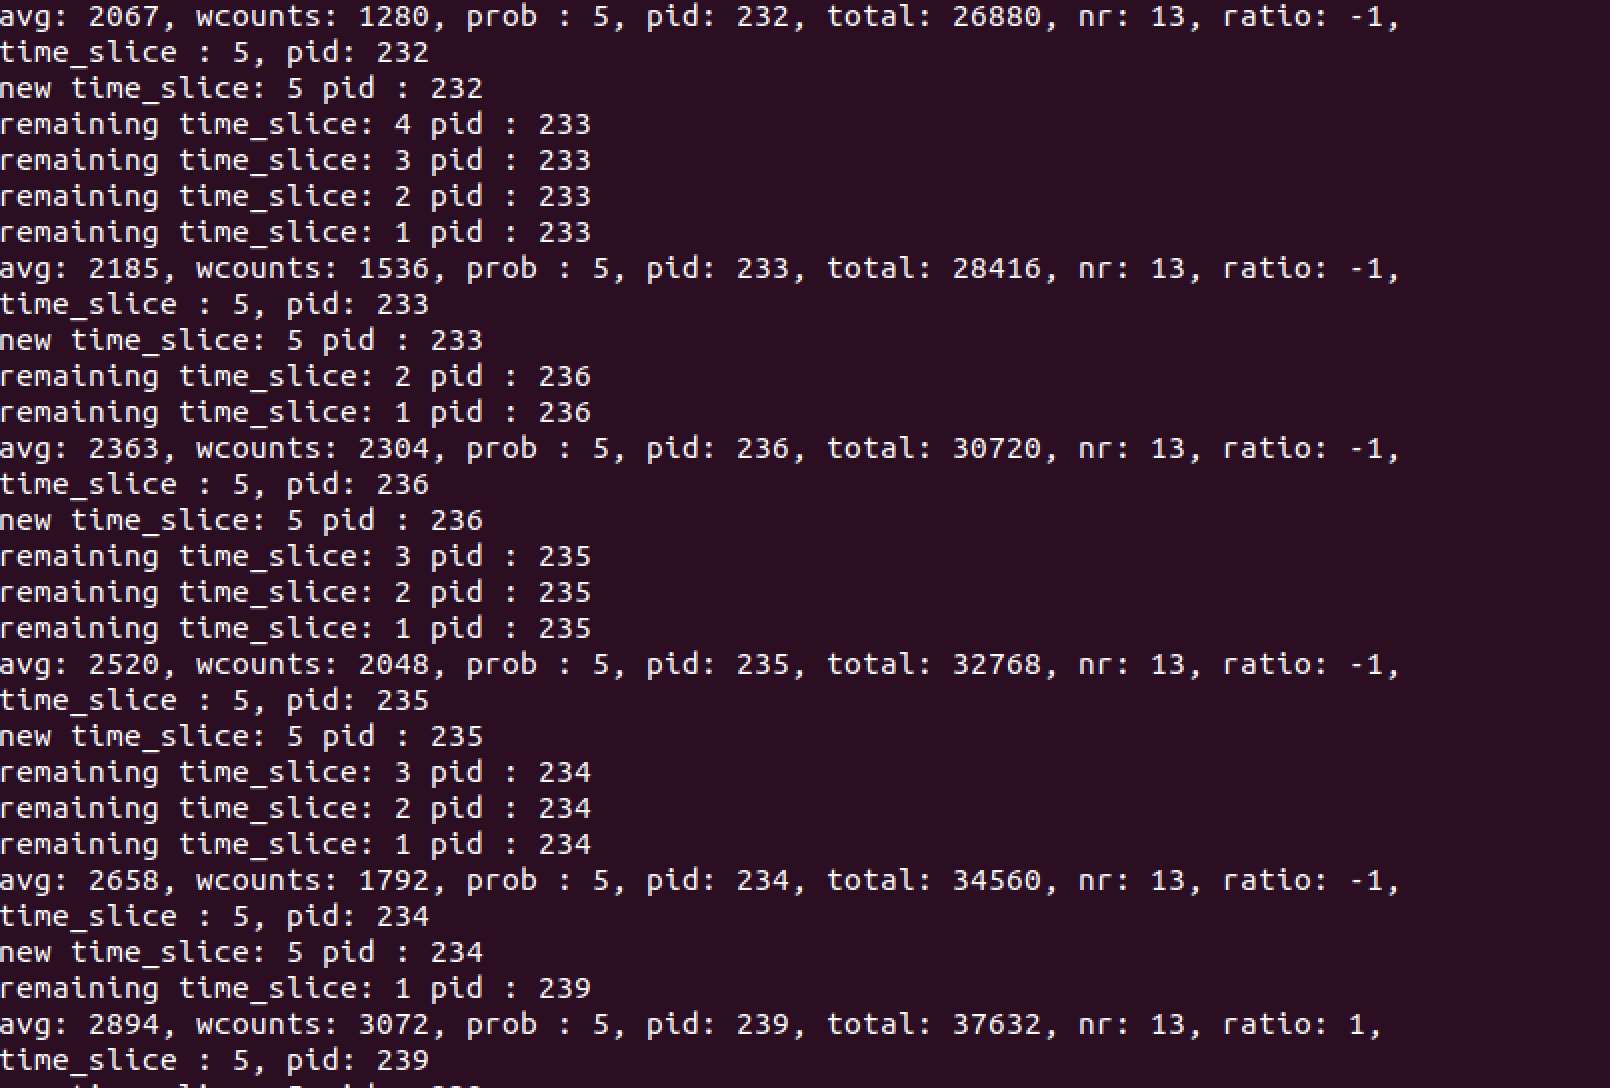 avg: 2067, wcounts: 1280, prob : 5, pid: 232, total: 26880, nr: 13, ratio: -1,
time_slice : 5, pid: 232
new time_slice: 5 pid : 232
remaining time_slice: 4 pid : 233
remaining time_slice: 3 pid : 233
remaining time_slice: 2 pid : 233
remaining time_slice: 1 pid : 233
avg: 2185, wcounts: 1536, prob : 5, pid: 233, total: 28416, nr: 13, ratio: -1,
time_slice : 5, pid: 233
new time_slice: 5 pid : 233
remaining time_slice: 2 pid : 236
remaining time_slice: 1 pid : 236
avg: 2363, wcounts: 2304, prob : 5, pid: 236, total: 30720, nr: 13, ratio: -1,
time_slice : 5, pid: 236
new time_slice: 5 pid : 236
remaining time_slice: 3 pid : 235
remaining time_slice: 2 pid : 235
remaining time_slice: 1 pid : 235
avg: 2520, wcounts: 2048, prob : 5, pid: 235, total: 32768, nr: 13, ratio: -1,
time_slice : 5, pid: 235
new time_slice: 5 pid : 235
remaining time_slice: 3 pid : 234
remaining time_slice: 2 pid : 234
remaining time_slice: 1 pid : 234
avg: 2658, wcounts: 1792, prob : 5, pid: 234, total: 34560, nr: 13, ratio: -1,
time_slice : 5, pid: 234
new time_slice: 5 pid : 234
remaining time_slice: 1 pid : 239
avg: 2894, wcounts: 3072, prob : 5, pid: 239, total: 37632, nr: 13, ratio: 1,
time_slice : 5, pid: 239